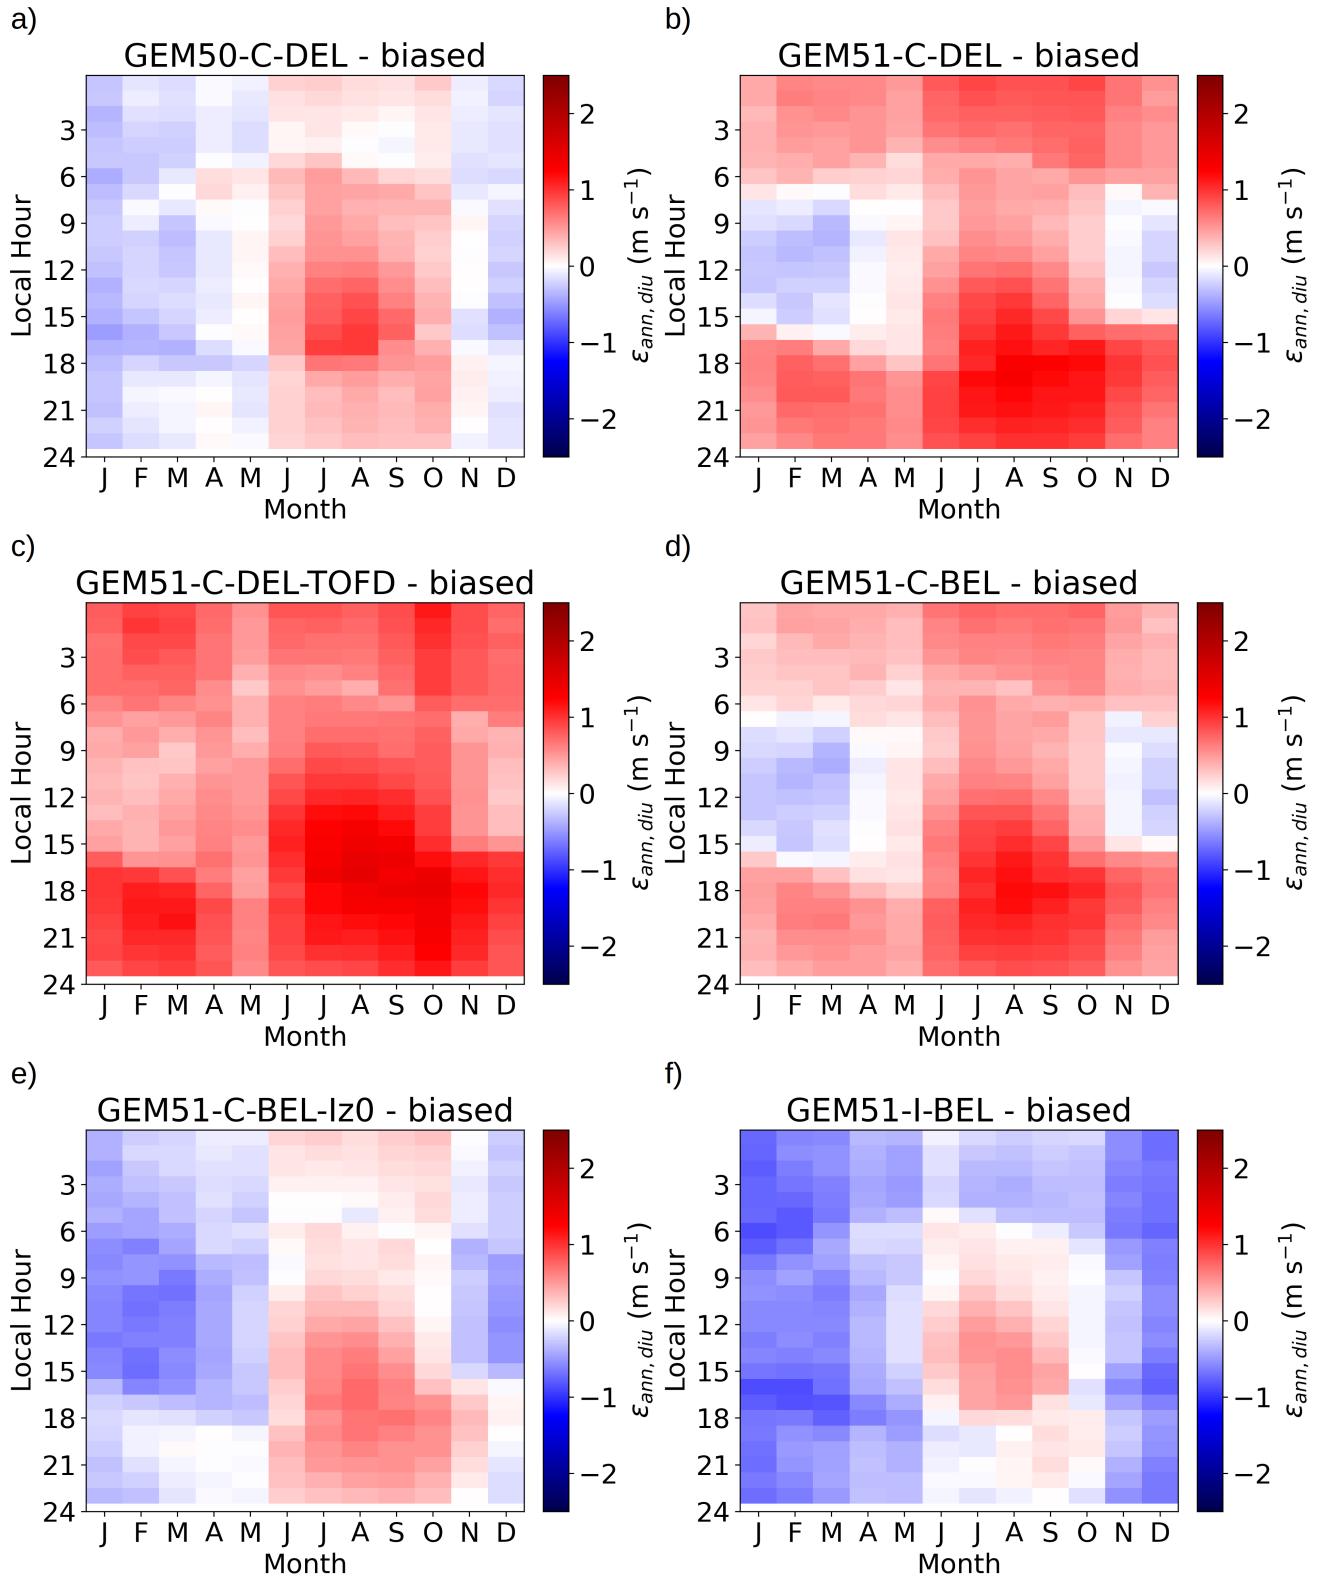 a)
GEM50-C-DEL - biased
3
6
9
12
15
18
21
24
Local Hour
J F M A M J J A S O N D
Month
2
1
0
−1
−2
εann, diu (m s−1)
b)
GEM51-C-DEL - biased
3
6
9
12
15
18
21
24
Local Hour
J F M A M J J A S O N D
Month
2
1
0
−1
−2
εann, diu (m s−1)
c)
GEM51-C-DEL-TOFD - biased
3
6
9
12
15
18
21
24
Local Hour
J F M A M J J A S O N D
Month
2
1
0
−1
−2
εann, diu (m s−1)
d)
GEM51-C-BEL - biased
3
6
9
12
15
18
21
24
Local Hour
J F M A M J J A S O N D
Month
2
1
0
−1
−2
εann, diu (m s−1)
e)
GEM51-C-BEL-Iz0 - biased
3
6
9
12
15
18
21
24
Local Hour
J F M A M J J A S O N D
Month
2
1
0
−1
−2
εann, diu (m s−1)
f)
GEM51-I-BEL - biased
3
6
9
12
15
18
21
24
Local Hour
J F M A M J J A S O N D
Month
2
1
0
−1
−2
εann, diu (m s−1)